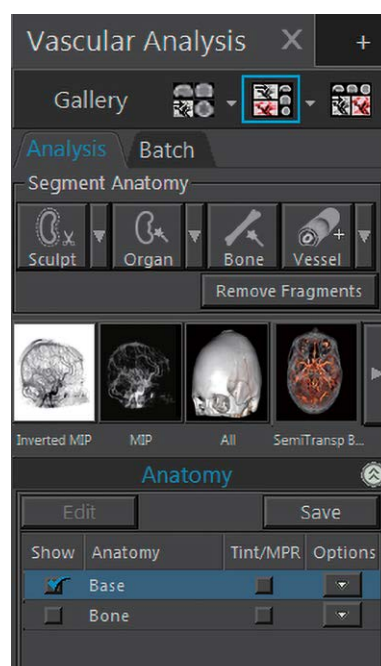 Vascular Analysis X +
Gallery
Analysis Batch
Segment Anatomy
Sculpt Organ Bone Vessel
Remove Fragments
Inverted MIP MIP All SemiTransp B...
Anatomy
Edit Save
Show Anatomy Tint/MPR Options
Base
Bone